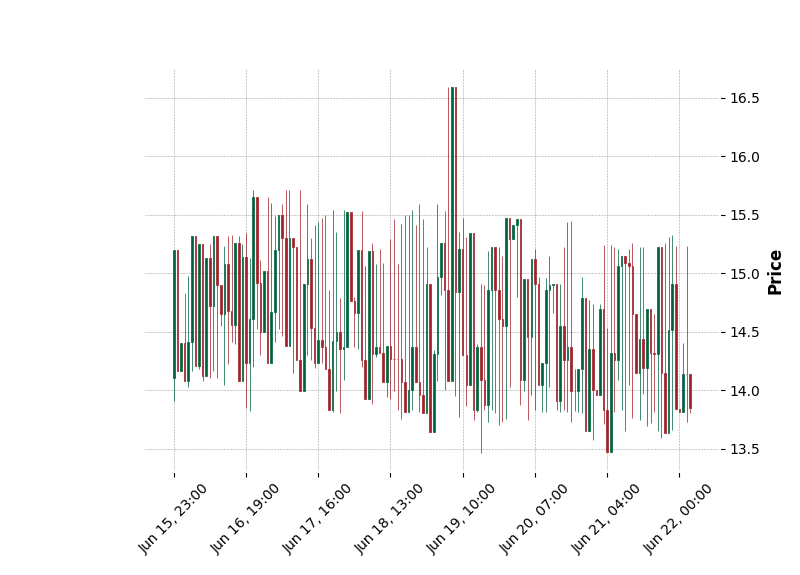 16.5
16.0
15.5
15.0
14.5
14.0
13.5
Price
Jun 15, 23:00
Jun 16, 19:00
Jun 17, 16:00
Jun 18, 13:00
Jun 19, 10:00
Jun 20, 07:00
Jun 21, 04:00
Jun 22, 00:00